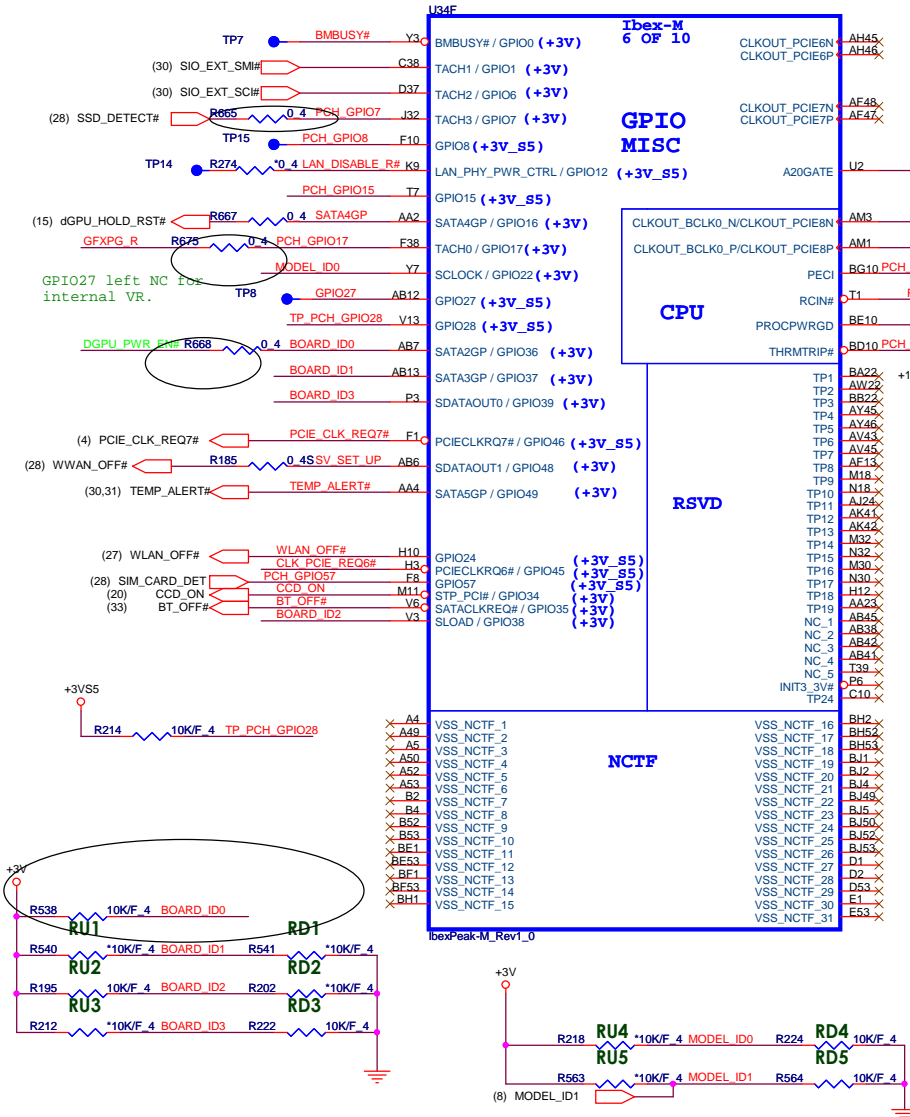 U34F
Ibex-M
6 OF 10
TP7 BMBUSY# Y3 BMBUSY# / GPIO0 (+3V) CLKOUT_PCIE6N AH45
CLKOUT_PCIE6P AH46
(30) SIO_EXT_SMI# C38 TACH1 / GPIO1 (+3V)
(30) SIO_EXT_SCI# D37 TACH2 / GPIO6 (+3V)
CLKOUT_PCIE7N AF48
CLKOUT_PCIE7P AF47
(28) SSD_DETECT# R665 0_4 PCH_GPIO7 J32 TACH3 / GPIO7 (+3V)
GPIO
MISC
TP15 PCH_GPIO8 F10 GPIO8 (+3V_S5)
TP14 R274 *0_4 LAN_DISABLE_R# K9 LAN_PHY_PWR_CTRL / GPIO12 (+3V_S5) A20GATE U2
PCH_GPIO15 T7 GPIO15 (+3V_S5)
(15) dGPU_HOLD_RST# R667 0_4 SATA4GP AA2 SATA4GP / GPIO16 (+3V) CLKOUT_BCLK0_N/CLKOUT_PCIE8N AM3
GFXPG_R R675 0_4 PCH_GPIO17 F38 TACH0 / GPIO17 (+3V) CLKOUT_BCLK0_P/CLKOUT_PCIE8P AM1
MODEL_ID0 Y7 SCLOCK / GPIO22 (+3V) PECI BG10 PCH_
GPIO27 left NC for
internal VR.
TP8 GPIO27 AB12 GPIO27 (+3V_S5) RCIN# T1
CPU
TP_PCH_GPIO28 V13 GPIO28 (+3V_S5) PROCPWRGD BE10
DGPU_PWR_EN# R668 0_4 BOARD_ID0 AB7 SATA2GP / GPIO36 (+3V) THRMTRIP# BD10 PCH_
BOARD_ID1 AB13 SATA3GP / GPIO37 (+3V)
BOARD_ID3 P3 SDATAOUT0 / GPIO39 (+3V)
(4) PCIE_CLK_REQ7# PCIE_CLK_REQ7# F1 PCIECLKRQ7# / GPIO46 (+3V_S5)
(28) WWAN_OFF# R185 0_4S SV_SET_UP AB6 SDATAOUT1 / GPIO48 (+3V)
(30,31) TEMP_ALERT# TEMP_ALERT# AA4 SATA5GP / GPIO49 (+3V)
RSVD
(27) WLAN_OFF# WLAN_OFF# H10 GPIO24 (+3V_S5)
CLK_PCIE_REQ6# H3 PCIECLKRQ6# / GPIO45 (+3V_S5)
(28) SIM_CARD_DET PCH_GPIO57 F8 GPIO57 (+3V_S5)
(20) CCD_ON CCD_ON M11 STP_PCI# / GPIO34 (+3V)
(33) BT_OFF# BT_OFF# V6 SATACLKREQ# / GPIO35 (+3V)
BOARD_ID2 V3 SLOAD / GPIO38 (+3V)
TP1 BA22 +1
TP2 AW22
TP3 BB22
TP4 AY45
TP5 AY46
TP6 AV43
TP7 AV45
TP8 AF13
TP9 M18
TP10 N18
TP11 AJ24
TP12 AK41
TP13 AK42
TP14 M32
TP15 N32
TP16 M30
TP17 N30
TP18 H12
TP19 AA23
NC_1 AB45
NC_2 AB38
NC_3 AB42
NC_4 AB41
NC_5 T39
INIT3_3V# P6
TP24 C10
+3VS5
R214 10K/F_4 TP_PCH_GPIO28
NCTF
A4 VSS_NCTF_1 VSS_NCTF_16 BH2
A49 VSS_NCTF_2 VSS_NCTF_17 BH52
A5 VSS_NCTF_3 VSS_NCTF_18 BH53
A50 VSS_NCTF_4 VSS_NCTF_19 BJ1
A52 VSS_NCTF_5 VSS_NCTF_20 BJ2
A53 VSS_NCTF_6 VSS_NCTF_21 BJ4
B2 VSS_NCTF_7 VSS_NCTF_22 BJ49
B4 VSS_NCTF_8 VSS_NCTF_23 BJ5
B52 VSS_NCTF_9 VSS_NCTF_24 BJ50
B53 VSS_NCTF_10 VSS_NCTF_25 BJ52
BE1 VSS_NCTF_11 VSS_NCTF_26 BJ53
BE53 VSS_NCTF_12 VSS_NCTF_27 D1
BF1 VSS_NCTF_13 VSS_NCTF_28 D2
BF53 VSS_NCTF_14 VSS_NCTF_29 D53
BH1 VSS_NCTF_15 VSS_NCTF_30 E1
VSS_NCTF_31 E53
IbexPeak-M_Rev1_0
+3V
R538 10K/F_4 BOARD_ID0
RU1 RD1
R540 *10K/F_4 BOARD_ID1 R541 *10K/F_4
RU2 RD2
R195 *10K/F_4 BOARD_ID2 R202 *10K/F_4
RU3 RD3
R212 *10K/F_4 BOARD_ID3 R222 10K/F_4
+3V
RU4 RD4
R218 *10K/F_4 MODEL_ID0 R224 10K/F_4
RU5 RD5
R563 *10K/F_4 MODEL_ID1 R564 10K/F_4
(8) MODEL_ID1